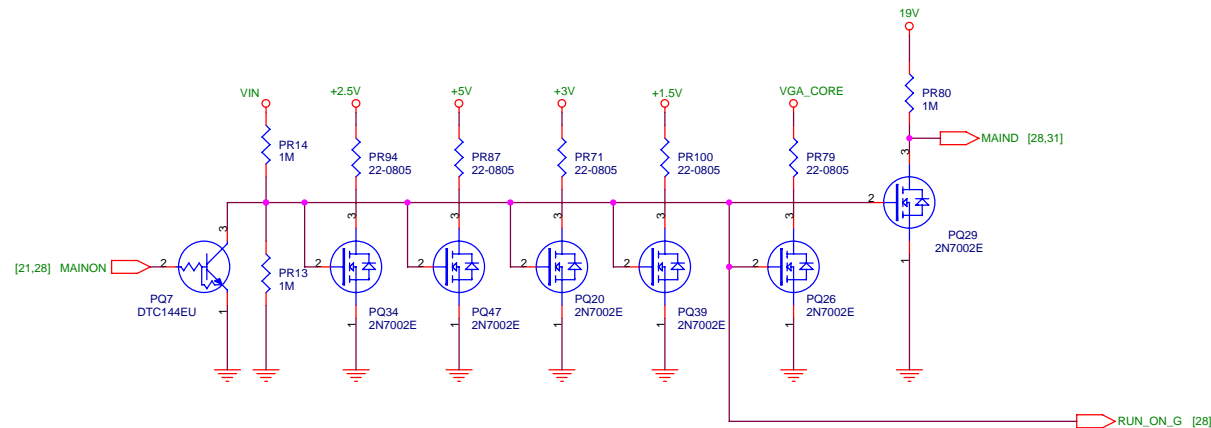 19V
VIN
+2.5V
+5V
+3V
+1.5V
VGA_CORE
PR80
1M
PR14
1M
PR94
22-0805
PR87
22-0805
PR71
22-0805
PR100
22-0805
PR79
22-0805
MAIND [28,31]
3
2
PQ29
2N7002E
1
3
3
3
3
3
3
[21,28] MAINON
2
PQ7
DTC144EU
1
PR13
1M
2
PQ34
2N7002E
1
2
PQ47
2N7002E
1
2
PQ20
2N7002E
1
2
PQ39
2N7002E
1
2
PQ26
2N7002E
1
RUN_ON_G [28]